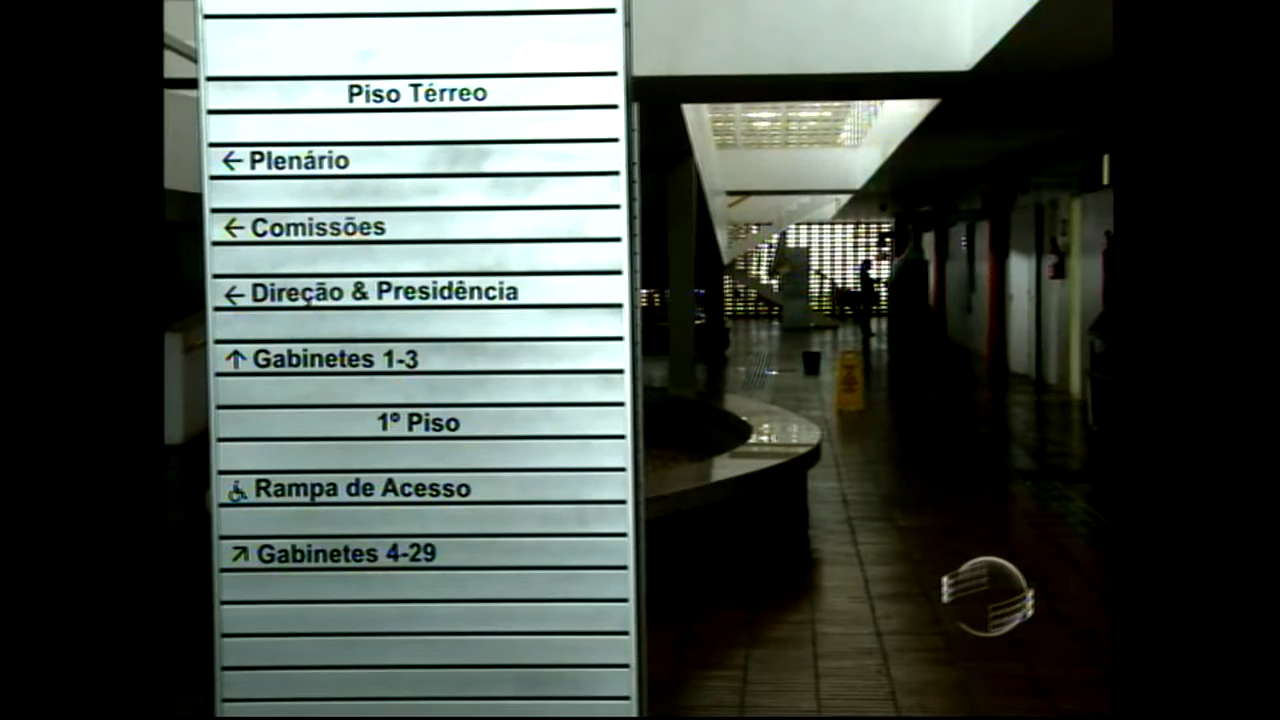 Piso Térreo
← Plenário
← Comissões
← Direção & Presidência
↑ Gabinetes 1-3
1º Piso
♿ Rampa de Acesso
↗ Gabinetes 4-29